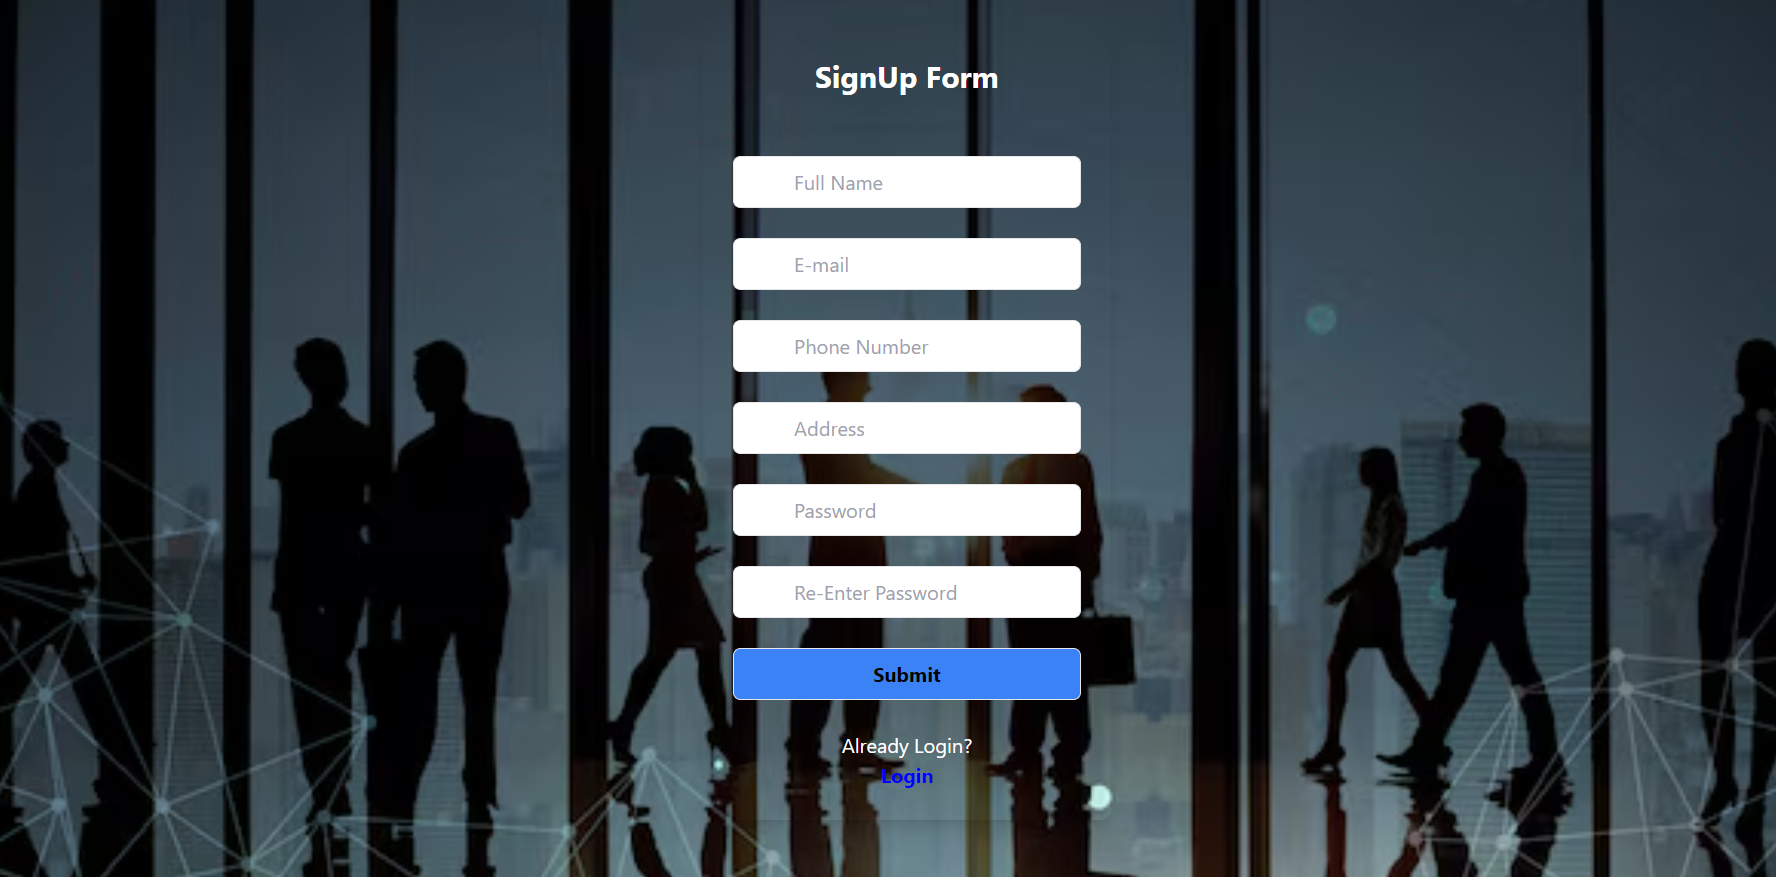 SignUp Form
Full Name
E-mail
Phone Number
Address
Password
Re-Enter Password
Submit
Already Login?
Login